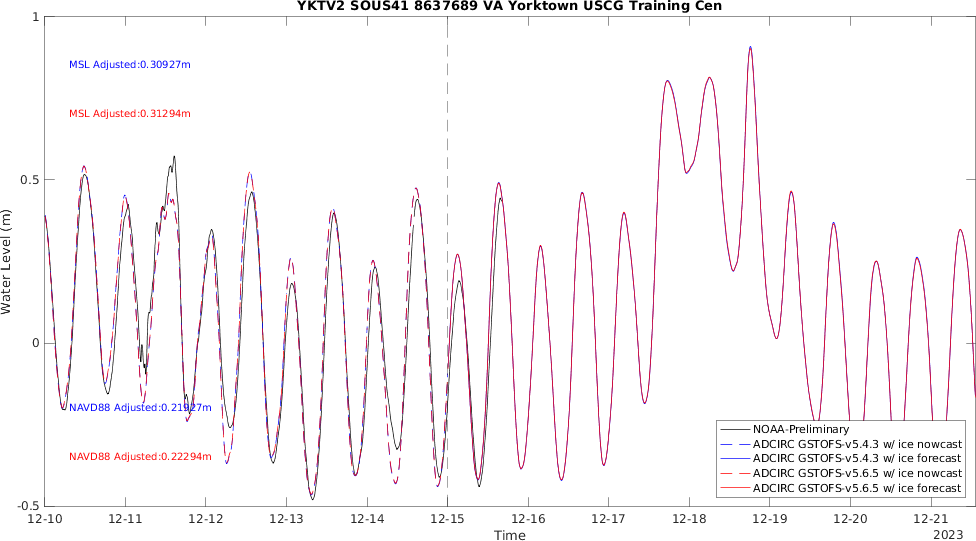 YKTV2 SOUS41 8637689 VA Yorktown USCG Training Cen
1
MSL Adjusted:0.30927m
MSL Adjusted:0.31294m
0.5
Water Level (m)
0
NAVD88 Adjusted:0.21927m
NAVD88 Adjusted:0.22294m
NOAA-Preliminary
ADCIRC GSTOFS-v5.4.3 w/ ice nowcast
ADCIRC GSTOFS-v5.4.3 w/ ice forecast
ADCIRC GSTOFS-v5.6.5 w/ ice nowcast
ADCIRC GSTOFS-v5.6.5 w/ ice forecast
-0.5
12-10 12-11 12-12 12-13 12-14 12-15 12-16 12-17 12-18 12-19 12-20 12-21
Time
2023